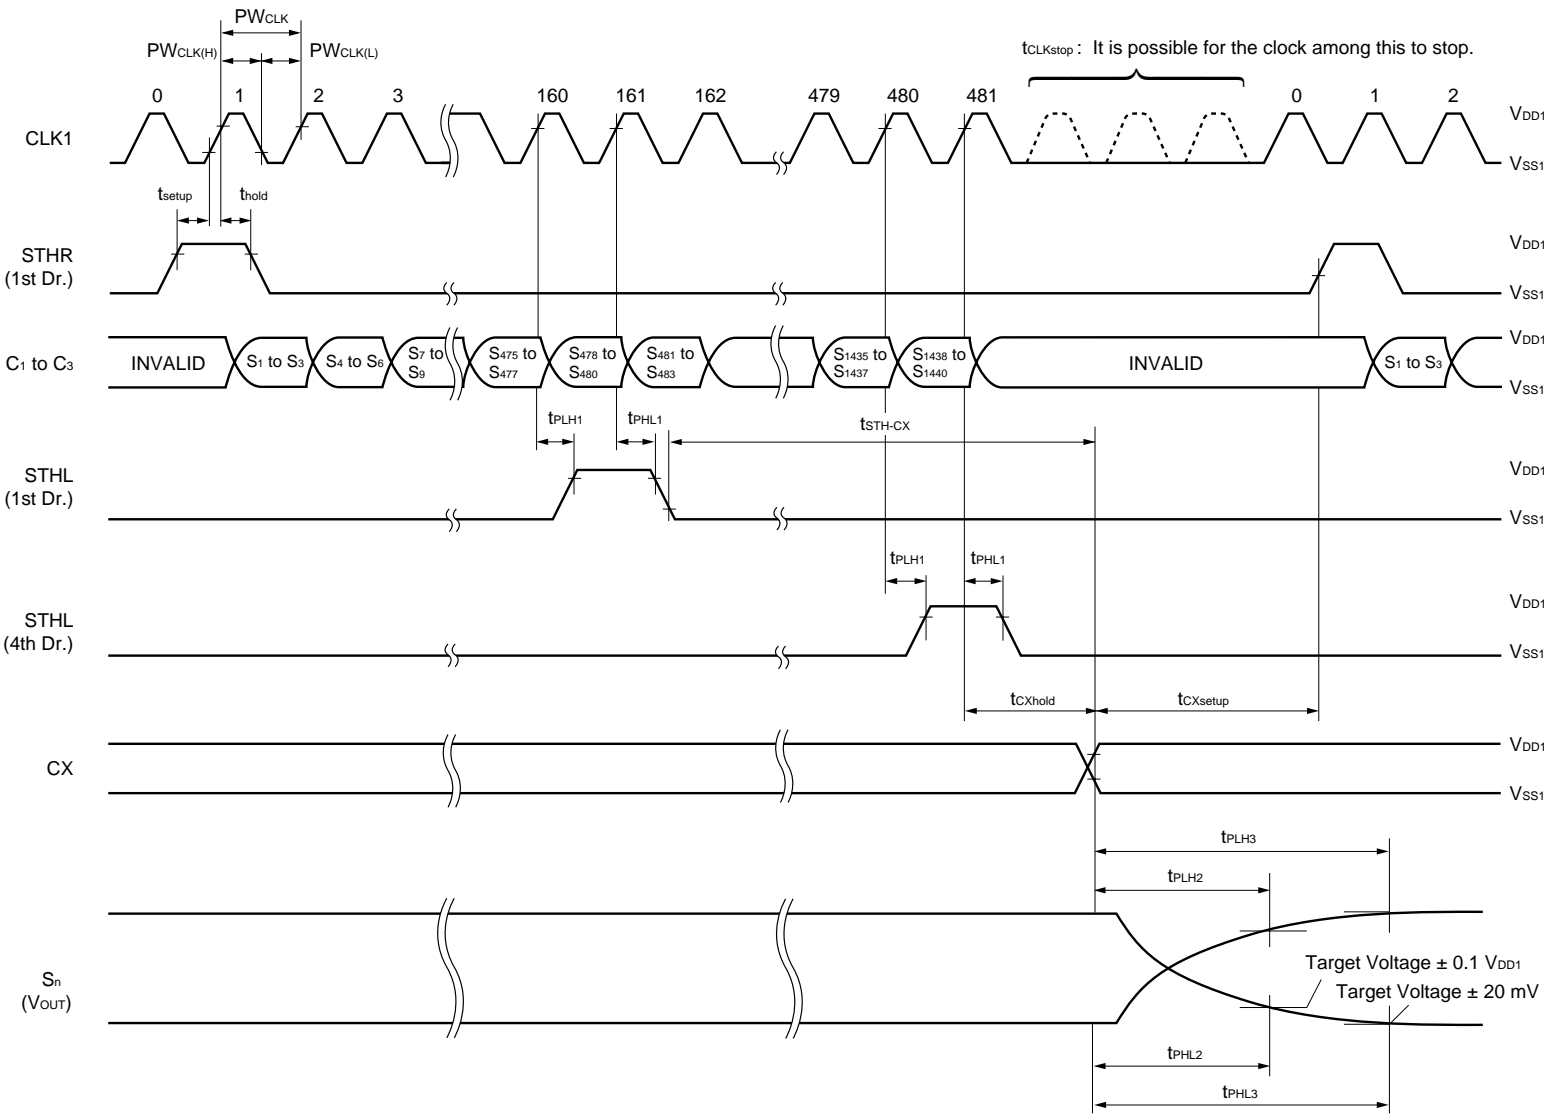 PWCLK
PWCLK(H) PWCLK(L)
tCLKstop : It is possible for the clock among this to stop.
0 1 2 3 160 161 162 479 480 481 0 1 2
CLK1
VDD1
VSS1
tsetup thold
STHR
(1st Dr.)
VDD1
VSS1
C1 to C3
INVALID
S1 to S3
S4 to S6
S7 to
S9
S475 to
S477
S478 to
S480
S481 to
S483
S1435 to
S1437
S1438 to
S1440
INVALID
S1 to S3
VDD1
VSS1
tPLH1 tPHL1 tSTH-CX
STHL
(1st Dr.)
VDD1
VSS1
tPLH1 tPHL1
STHL
(4th Dr.)
VDD1
VSS1
tCXhold tCXsetup
CX
VDD1
VSS1
tPLH3
tPLH2
Sn
(VOUT)
Target Voltage ± 0.1 VDD1
Target Voltage ± 20 mV
tPHL2
tPHL3